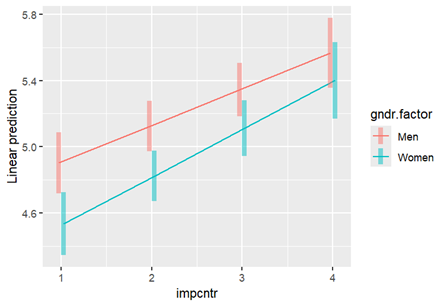 5.8
5.4
5.0
4.6
Linear prediction
1 2 3 4
impcntr
gndr.factor
Men
Women